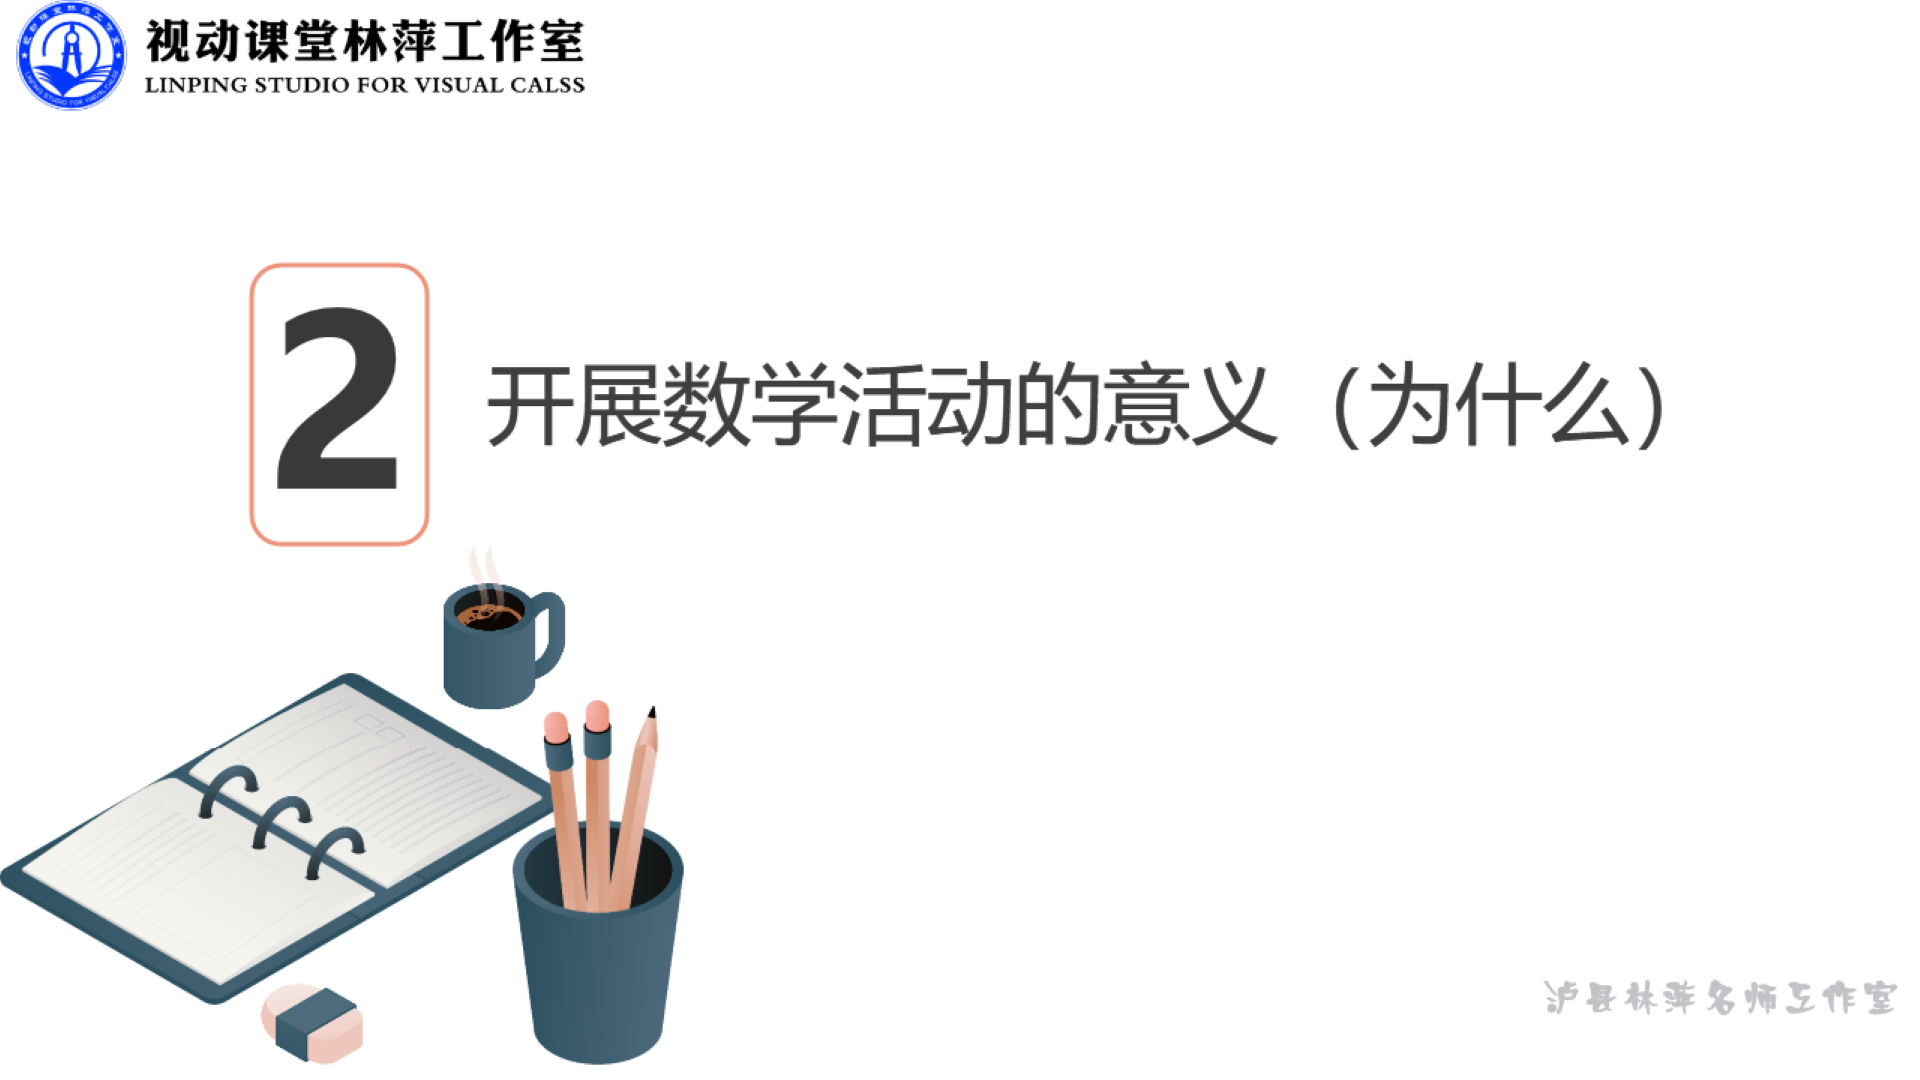 视动课堂林萍工作室
LINPING STUDIO FOR VISUAL CALSS
2
开展数学活动的意义（为什么）
泸县林萍名师工作室